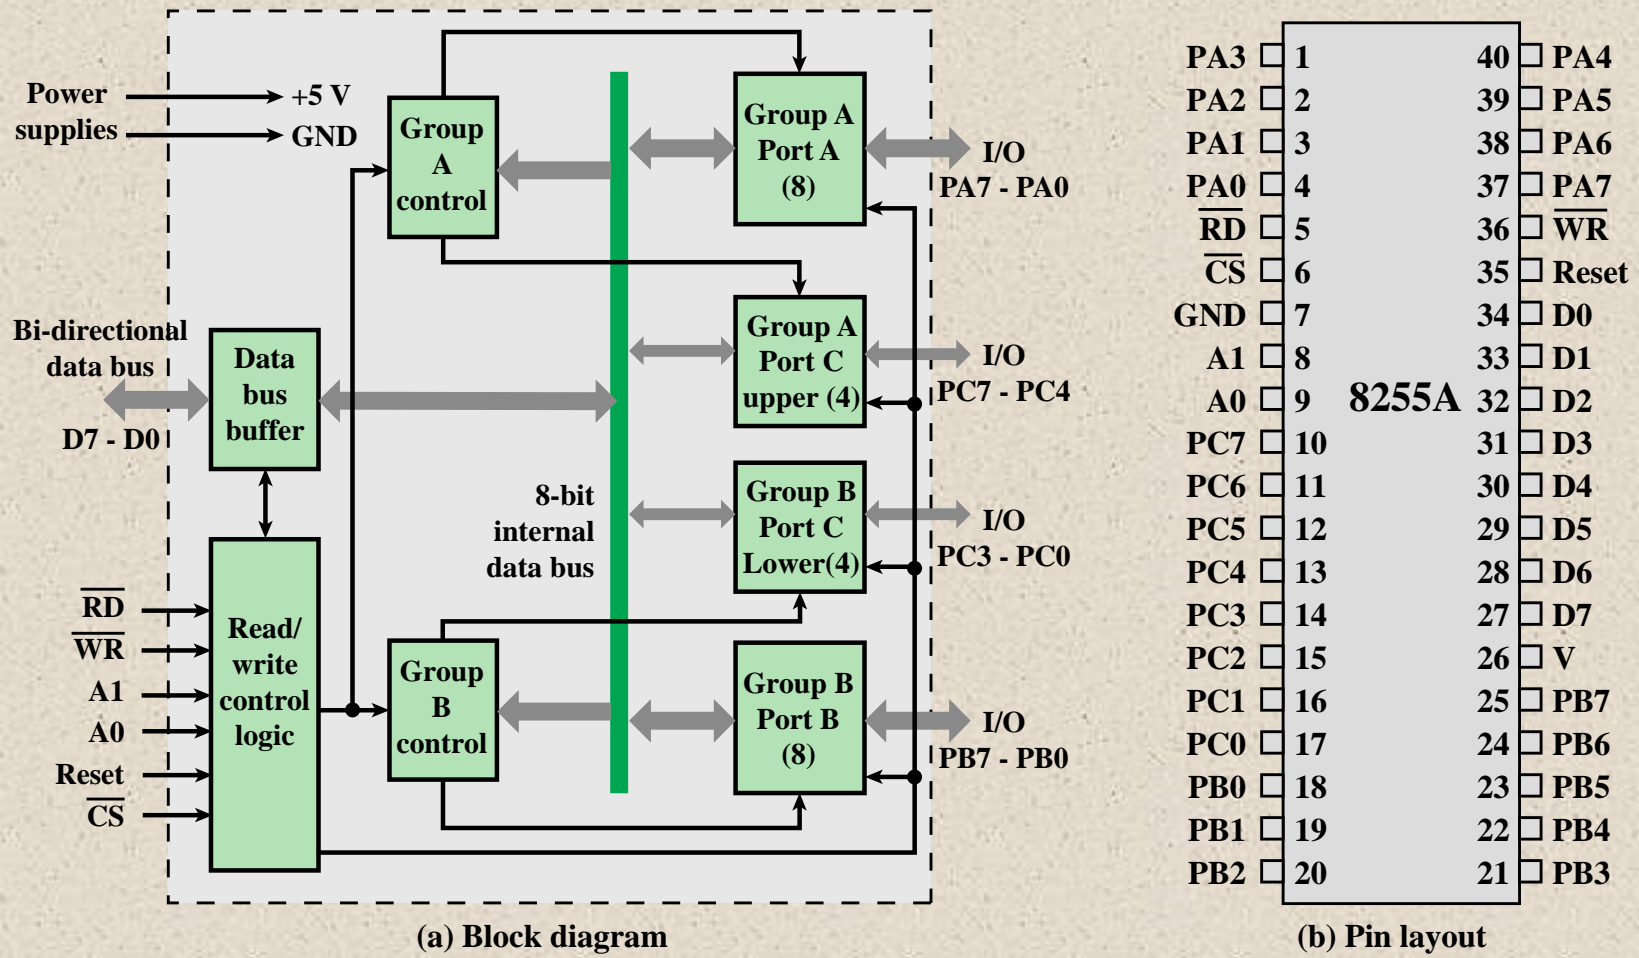 Power
supplies
+5 V
GND
Group
A
control
Group A
Port A
(8)
I/O
PA7 - PA0
Group A
Port C
upper (4)
I/O
PC7 - PC4
Bi-directional
data bus
D7 - D0
Data
bus
buffer
8-bit
internal
data bus
Group B
Port C
Lower(4)
I/O
PC3 - PC0
R̅D̅
W̅R̅
A1
A0
Reset
C̅S̅
Read/
write
control
logic
Group
B
control
Group B
Port B
(8)
I/O
PB7 - PB0
(a) Block diagram
PA3 1 40 PA4
PA2 2 39 PA5
PA1 3 38 PA6
PA0 4 37 PA7
R̅D̅ 5 36 W̅R̅
C̅S̅ 6 35 Reset
GND 7 34 D0
A1 8 33 D1
A0 9 8255A 32 D2
PC7 10 31 D3
PC6 11 30 D4
PC5 12 29 D5
PC4 13 28 D6
PC3 14 27 D7
PC2 15 26 V
PC1 16 25 PB7
PC0 17 24 PB6
PB0 18 23 PB5
PB1 19 22 PB4
PB2 20 21 PB3
(b) Pin layout